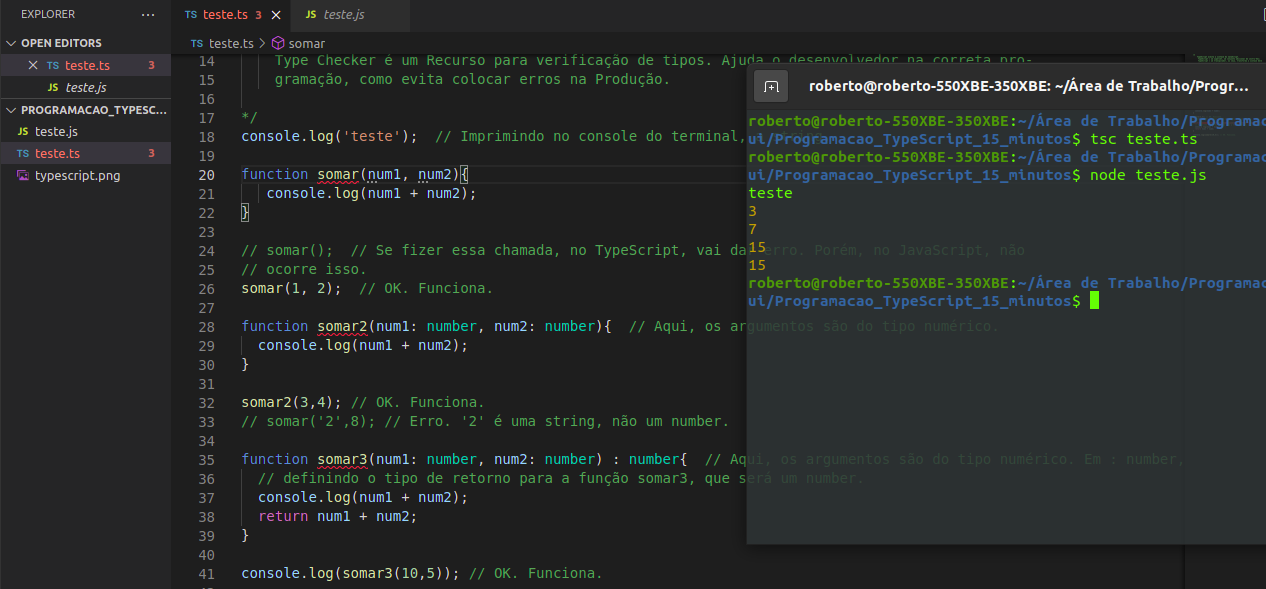 EXPLORER
OPEN EDITORS
TS teste.ts 3
JS teste.js
PROGRAMACAO_TYPESC...
JS teste.js
TS teste.ts 3
typescript.png
TS teste.ts 3
JS teste.js
TS teste.ts > somar
14 Type Checker é um Recurso para verificação de tipos. Ajuda o desenvolvedor na correta pro-
15 gramação, como evita colocar erros na Produção.
16
17 */
18 console.log('teste');  // Imprimindo no console do terminal,
19
20 function somar(num1, num2){
21 console.log(num1 + num2);
22 }
23
24 // somar();  // Se fizer essa chamada, no TypeScript, vai dar erro. Porém, no JavaScript, não
25 // ocorre isso.
26 somar(1, 2);  // OK. Funciona.
27
28 function somar2(num1: number, num2: number){  // Aqui, os argumentos são do tipo numérico.
29 console.log(num1 + num2);
30 }
31
32 somar2(3,4); // OK. Funciona.
33 // somar('2',8); // Erro. '2' é uma string, não um number.
34
35 function somar3(num1: number, num2: number) : number{  // Aqui, os argumentos são do tipo numérico. Em : number,
36 // definindo o tipo de retorno para a função somar3, que será um number.
37 console.log(num1 + num2);
38 return num1 + num2;
39 }
40
41 console.log(somar3(10,5)); // OK. Funciona.
roberto@roberto-550XBE-350XBE: ~/Área de Trabalho/Progr...
roberto@roberto-550XBE-350XBE:~/Área de Trabalho/Programac
ui/Programacao_TypeScript_15_minutos$ tsc teste.ts
roberto@roberto-550XBE-350XBE:~/Área de Trabalho/Programac
ui/Programacao_TypeScript_15_minutos$ node teste.js
teste
3
7
15
15
roberto@roberto-550XBE-350XBE:~/Área de Trabalho/Programac
ui/Programacao_TypeScript_15_minutos$